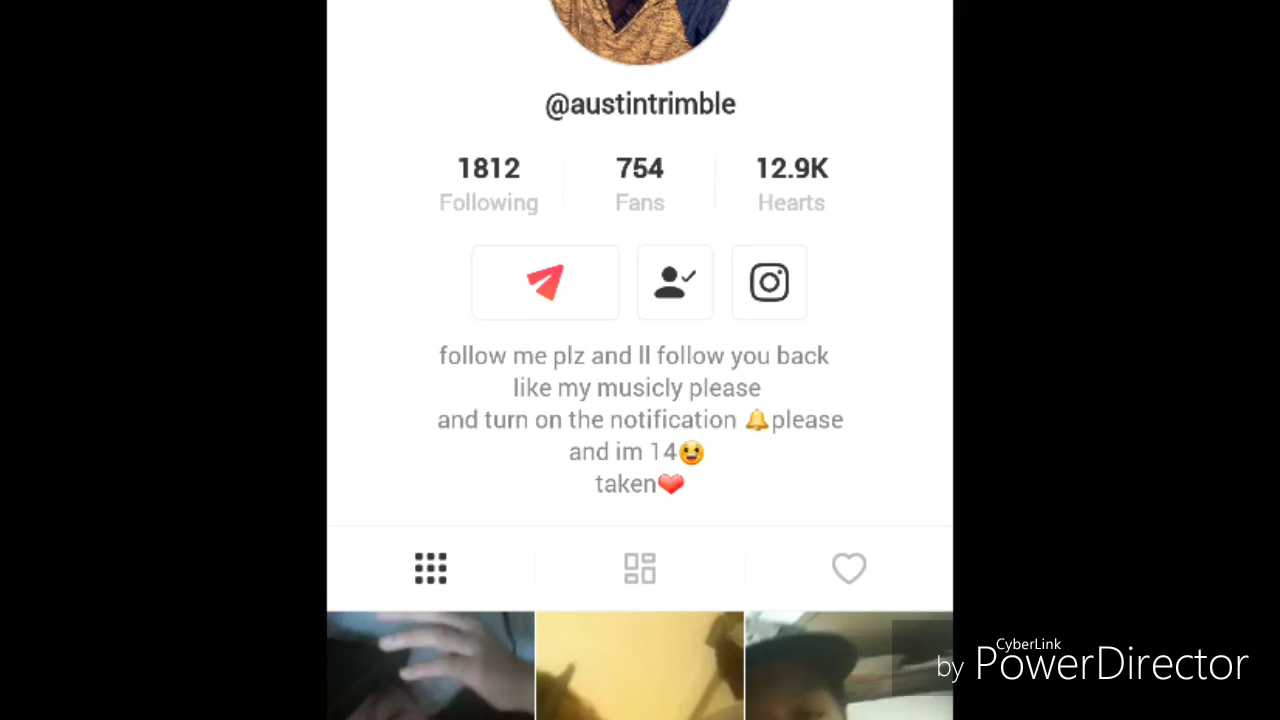 @austintrimble
1812 754 12.9K
Following Fans Hearts
follow me plz and ll follow you back
like my musicly please
and turn on the notification 🔔please
and im 14😀
taken❤
CyberLink
by PowerDirector